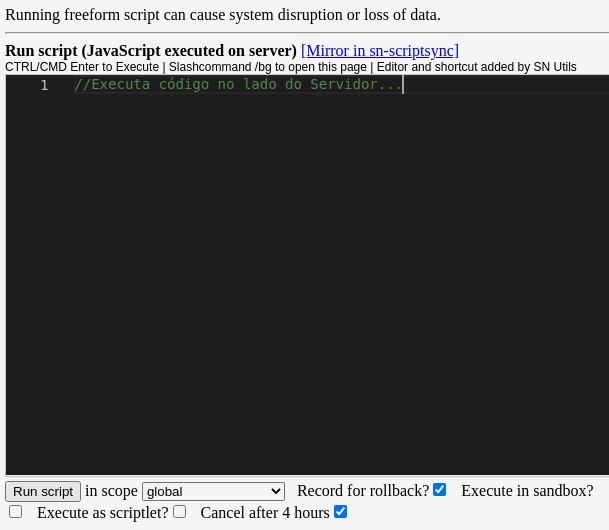 Running freeform script can cause system disruption or loss of data.
Run script (JavaScript executed on server) [Mirror in sn-scriptsync]
CTRL/CMD Enter to Execute | Slashcommand /bg to open this page | Editor and shortcut added by SN Utils
1 //Executa código no lado do Servidor...
Run script in scope global Record for rollback? Execute in sandbox?
Execute as scriptlet? Cancel after 4 hours